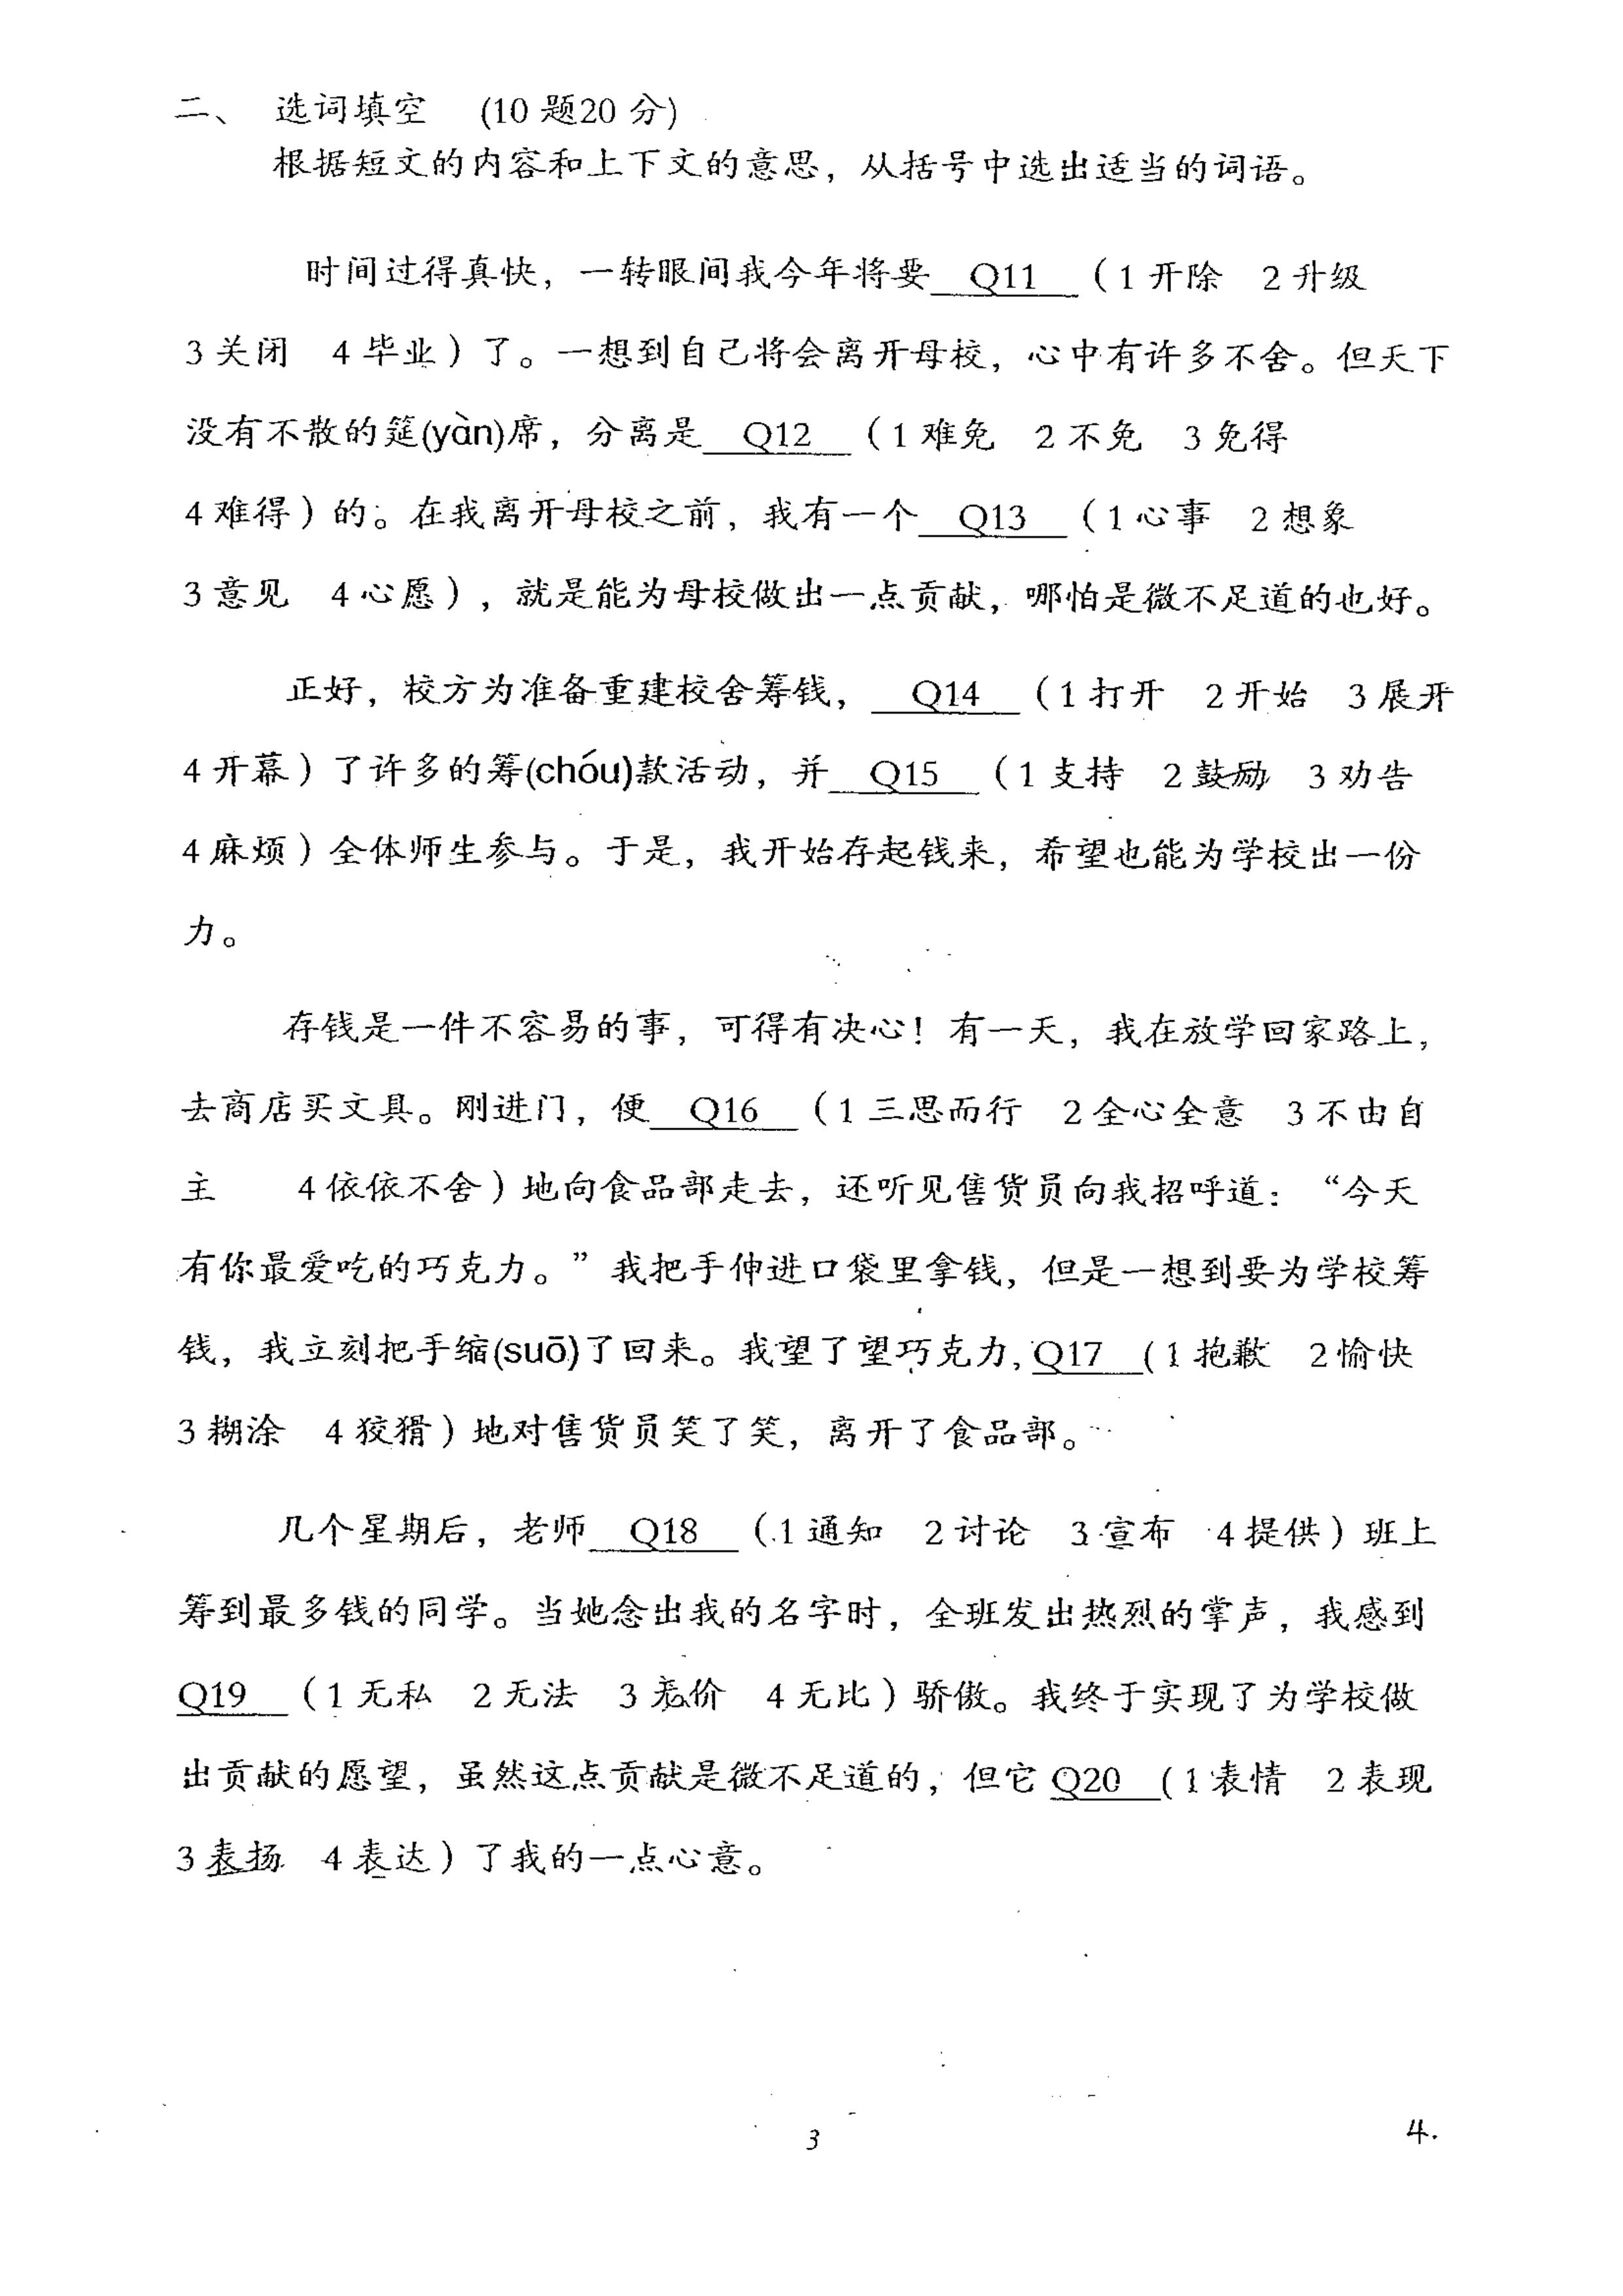 二、 选词填空 (10 题20 分)
根据短文的内容和上下文的意思，从括号中选出适当的词语。
时间过得真快，一转眼间我今年将要 Q11 （1 开除 2 升级
3 关闭 4 毕业）了。一想到自己将会离开母校，心中有许多不舍。但天下
没有不散的筵(yàn)席，分离是 Q12 （1 难免 2 不免 3 免得
4 难得）的。在我离开母校之前，我有一个 Q13 （1 心事 2 想象
3 意见 4 心愿），就是能为母校做出一点贡献，哪怕是微不足道的也好。
正好，校方为准备重建校舍筹钱， Q14 （1 打开 2 开始 3 展开
4 开幕）了许多的筹(chóu)款活动，并 Q15 （1 支持 2 鼓励 3 劝告
4 麻烦）全体师生参与。于是，我开始存起钱来，希望也能为学校出一份
力。
存钱是一件不容易的事，可得有决心！有一天，我在放学回家路上，
去商店买文具。刚进门，便 Q16 （1 三思而行 2 全心全意 3 不由自
主 4 依依不舍）地向食品部走去，还听见售货员向我招呼道：“今天
有你最爱吃的巧克力。”我把手伸进口袋里拿钱，但是一想到要为学校筹
钱，我立刻把手缩(suō)了回来。我望了望巧克力，Q17 (1 抱歉 2 愉快
3 糊涂 4 狡猾）地对售货员笑了笑，离开了食品部。
几个星期后，老师 Q18 （1 通知 2 讨论 3 宣布 4 提供）班上
筹到最多钱的同学。当她念出我的名字时，全班发出热烈的掌声，我感到
Q19 （1 无私 2 无法 3 无价 4 无比）骄傲。我终于实现了为学校做
出贡献的愿望，虽然这点贡献是微不足道的，但它 Q20 (1 表情 2 表现
3 表扬 4 表达）了我的一点心意。
3
4.